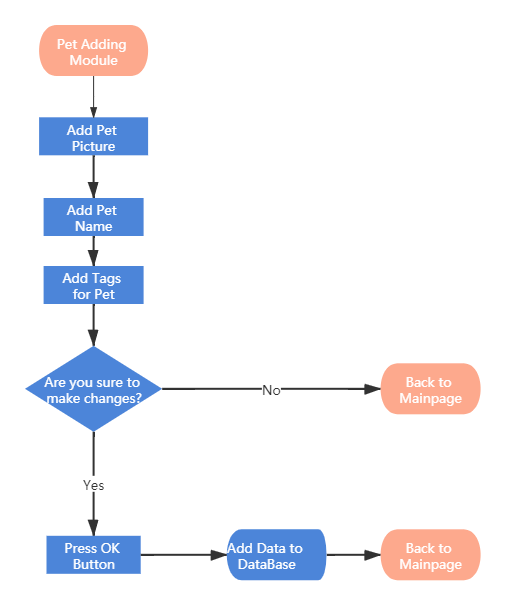 Pet Adding
Module
Add Pet
Picture
Add Pet
Name
Add Tags
for Pet
Are you sure to
make changes?
No
Back to
Mainpage
Yes
Press OK
Button
Add Data to
DataBase
Back to
Mainpage